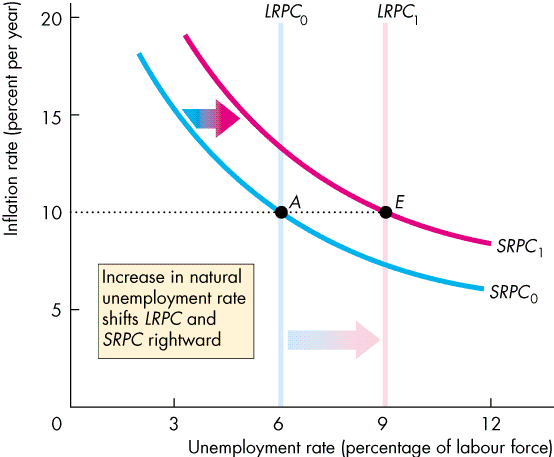 LRPC0 LRPC1
Inflation rate (percent per year)
20
15
10
5
0 3 6 9 12
A
E
SRPC1
SRPC0
Increase in natural
unemployment rate
shifts LRPC and
SRPC rightward
Unemployment rate (percentage of labour force)